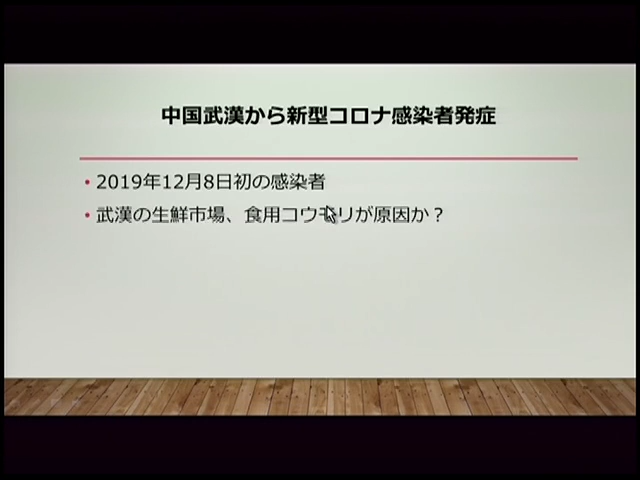 中国武漢から新型コロナ感染者発症
• 2019年12月8日初の感染者
• 武漢の生鮮市場、食用コウモリが原因か？